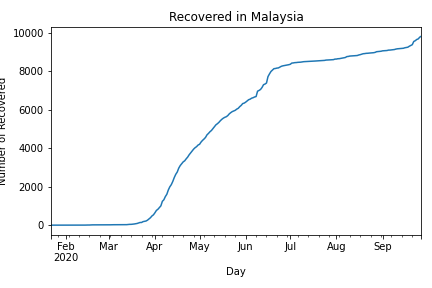 Recovered in Malaysia
Number of Recovered
10000
8000
6000
4000
2000
0
Feb Mar Apr May Jun Jul Aug Sep
2020
Day